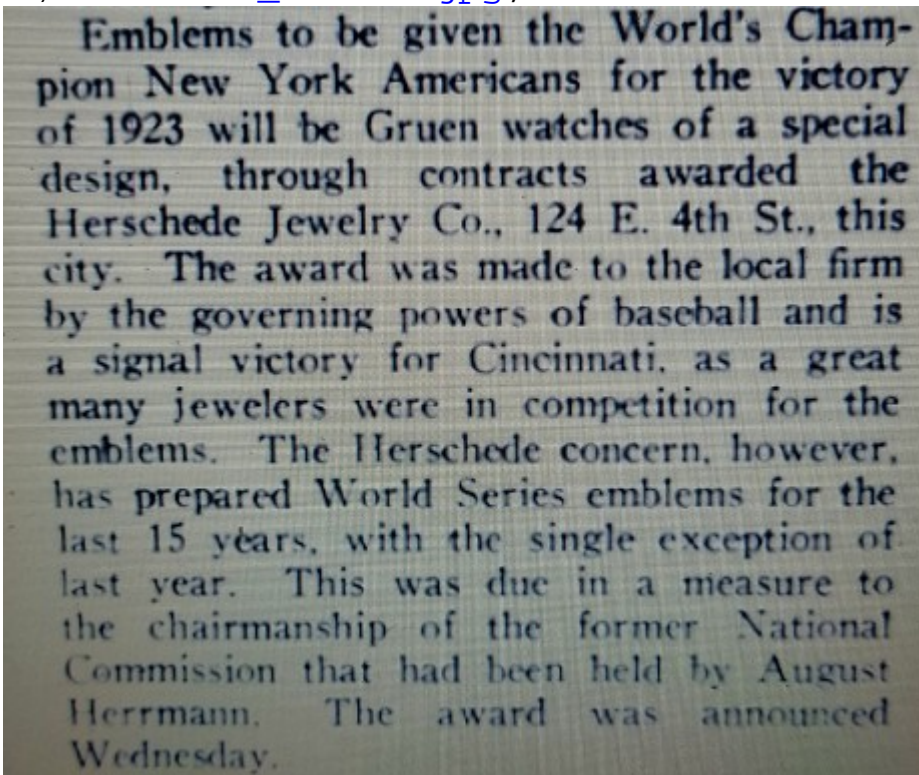 Emblems to be given the World's Cham-
pion New York Americans for the victory
of 1923 will be Gruen watches of a special
design, through contracts awarded the
Herschede Jewelry Co., 124 E. 4th St., this
city. The award was made to the local firm
by the governing powers of baseball and is
a signal victory for Cincinnati, as a great
many jewelers were in competition for the
emblems. The Herschede concern, however,
has prepared World Series emblems for the
last 15 years, with the single exception of
last year. This was due in a measure to
the chairmanship of the former National
Commission that had been held by August
Herrmann. The award was announced
Wednesday.